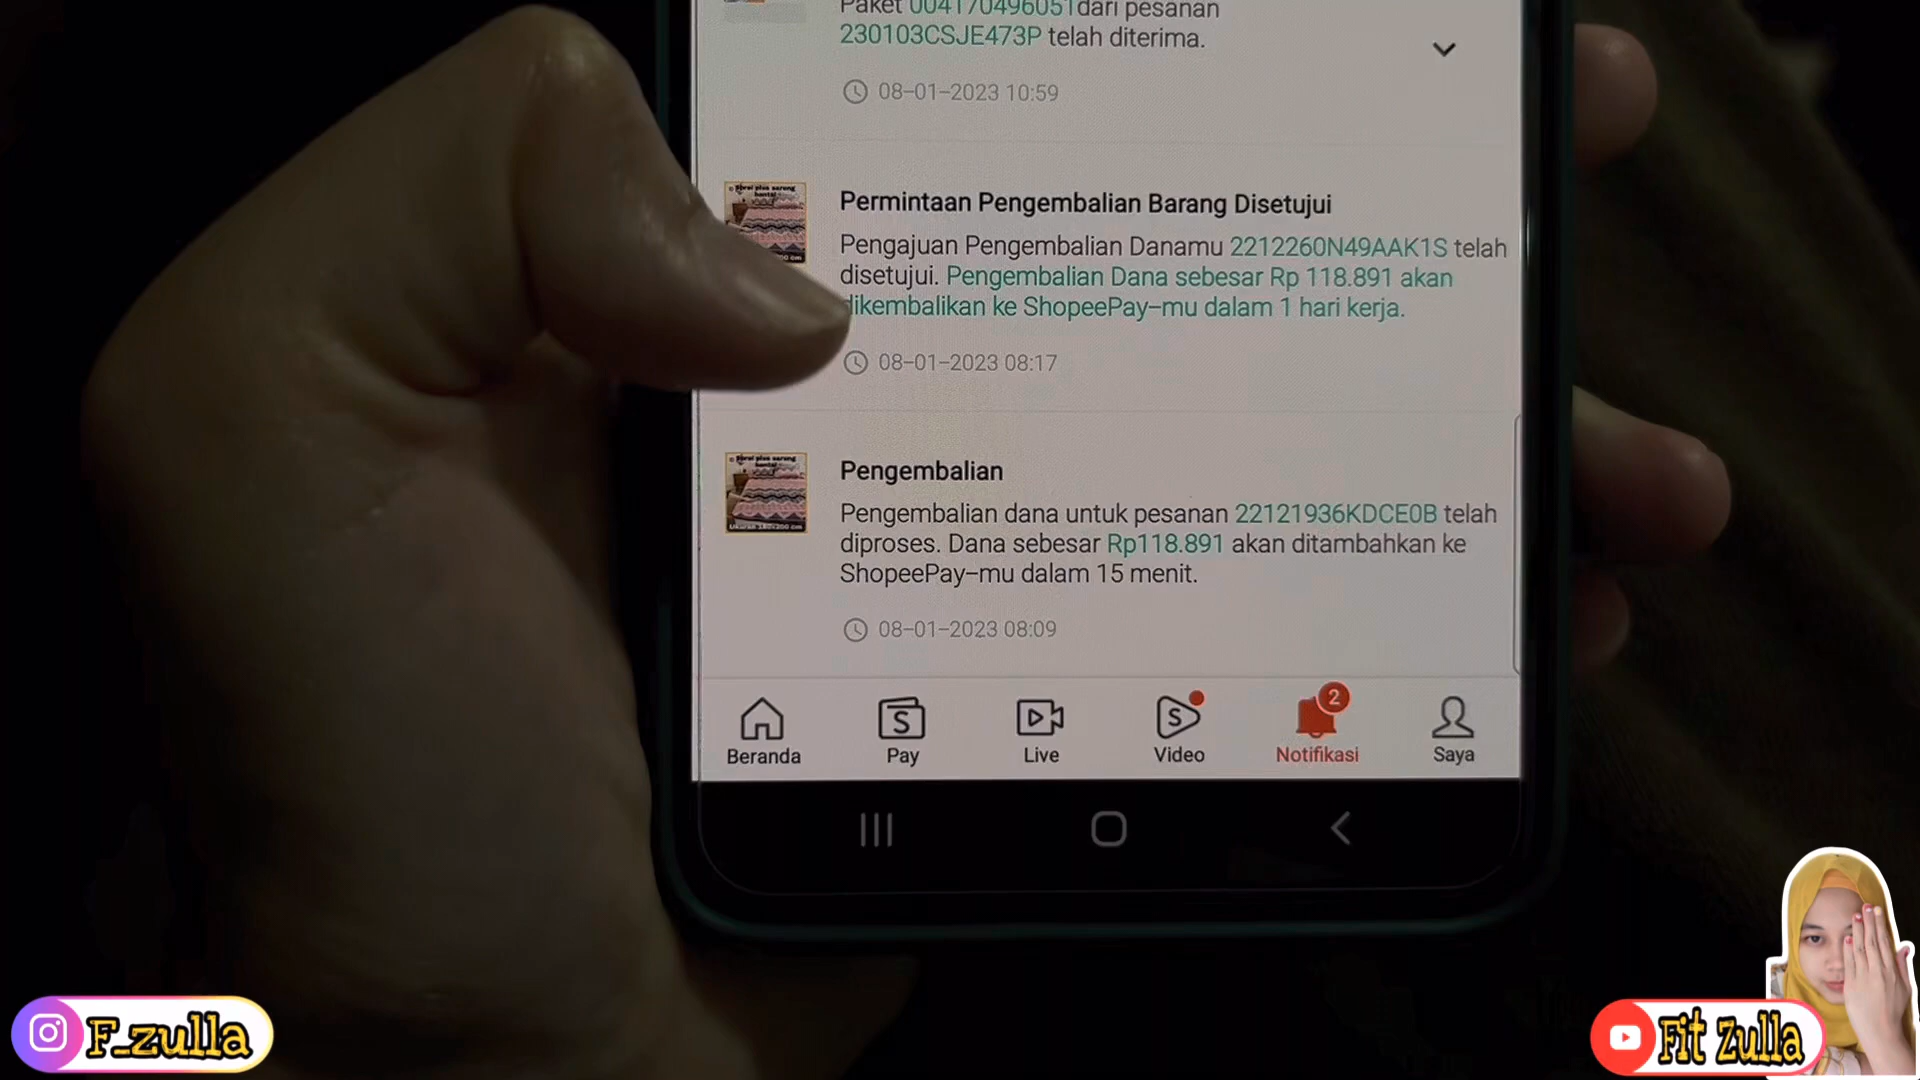 Paket 004170496051dari pesanan
230103CSJE473P telah diterima.
08-01-2023 10:59
Permintaan Pengembalian Barang Disetujui
Pengajuan Pengembalian Danamu 2212260N49AAK1S telah
disetujui. Pengembalian Dana sebesar Rp 118.891 akan
dikembalikan ke ShopeePay-mu dalam 1 hari kerja.
08-01-2023 08:17
Pengembalian
Pengembalian dana untuk pesanan 22121936KDCE0B telah
diproses. Dana sebesar Rp118.891 akan ditambahkan ke
ShopeePay-mu dalam 15 menit.
08-01-2023 08:09
2
Beranda
Pay
Live
Video
Notifikasi
Saya
F_zulla
Fit Zulla